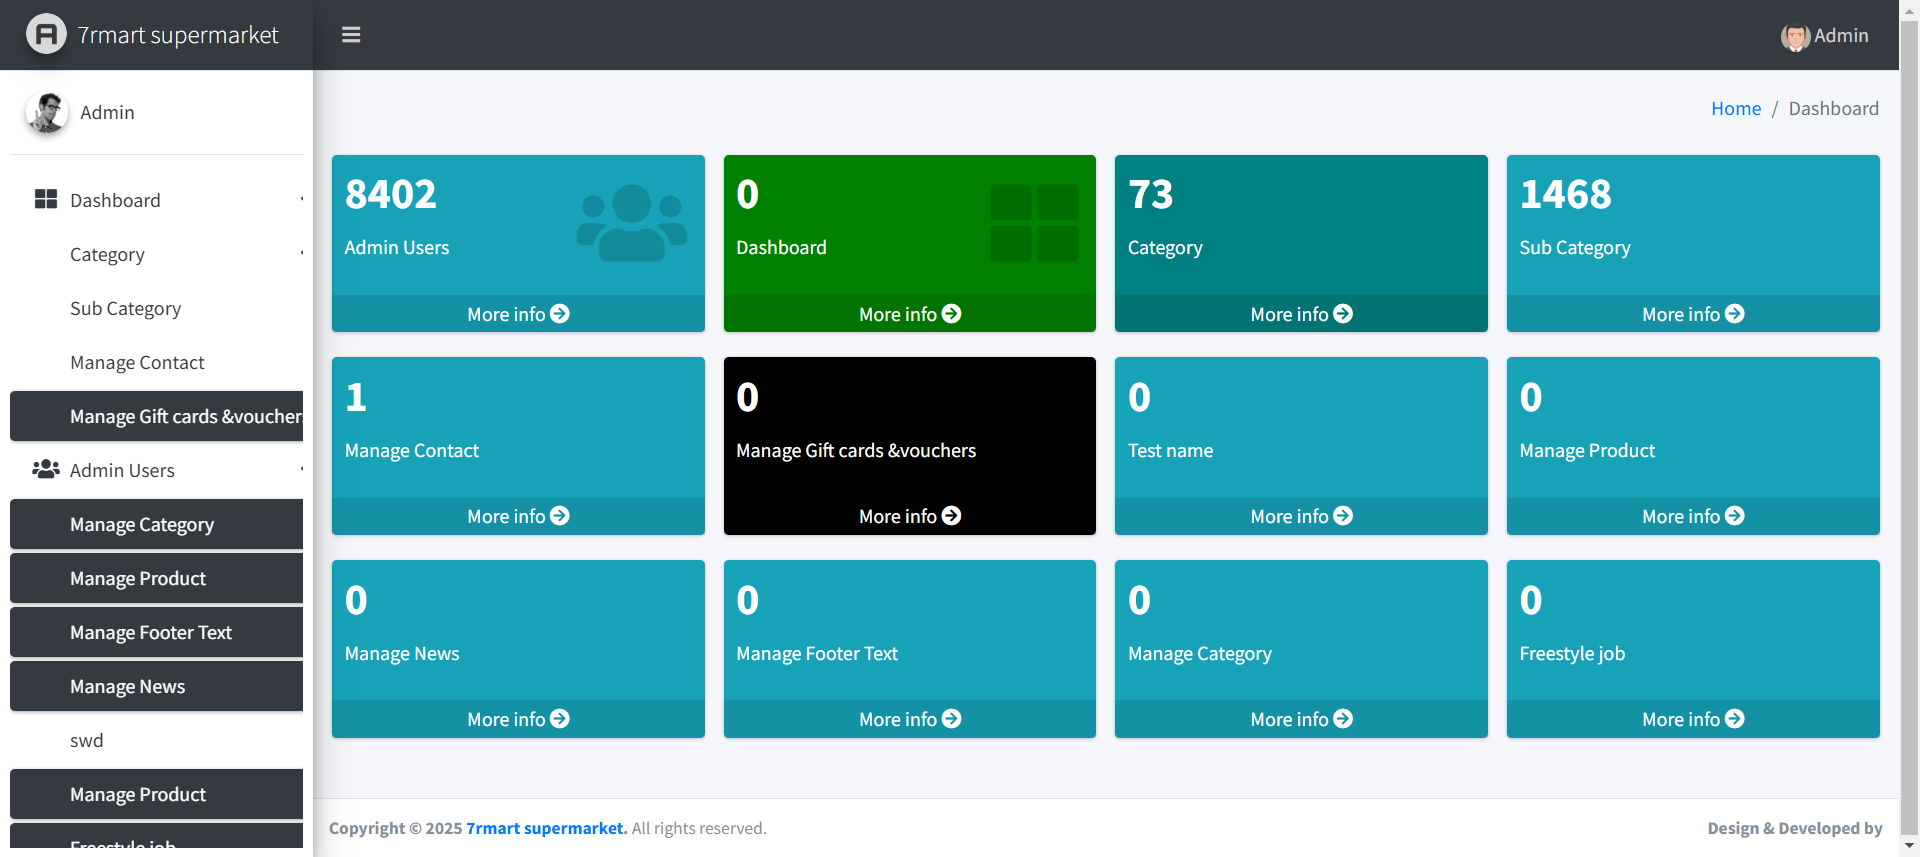 7rmart supermarket
Admin
Admin
Home / Dashboard
Dashboard
Category
Sub Category
Manage Contact
Manage Gift cards &vouchers
Admin Users
Manage Category
Manage Product
Manage Footer Text
Manage News
swd
Manage Product
Freestyle job
8402
Admin Users
More info
0
Dashboard
More info
73
Category
More info
1468
Sub Category
More info
1
Manage Contact
More info
0
Manage Gift cards &vouchers
More info
0
Test name
More info
0
Manage Product
More info
0
Manage News
More info
0
Manage Footer Text
More info
0
Manage Category
More info
0
Freestyle job
More info
Copyright © 2025 7rmart supermarket. All rights reserved.
Design & Developed by